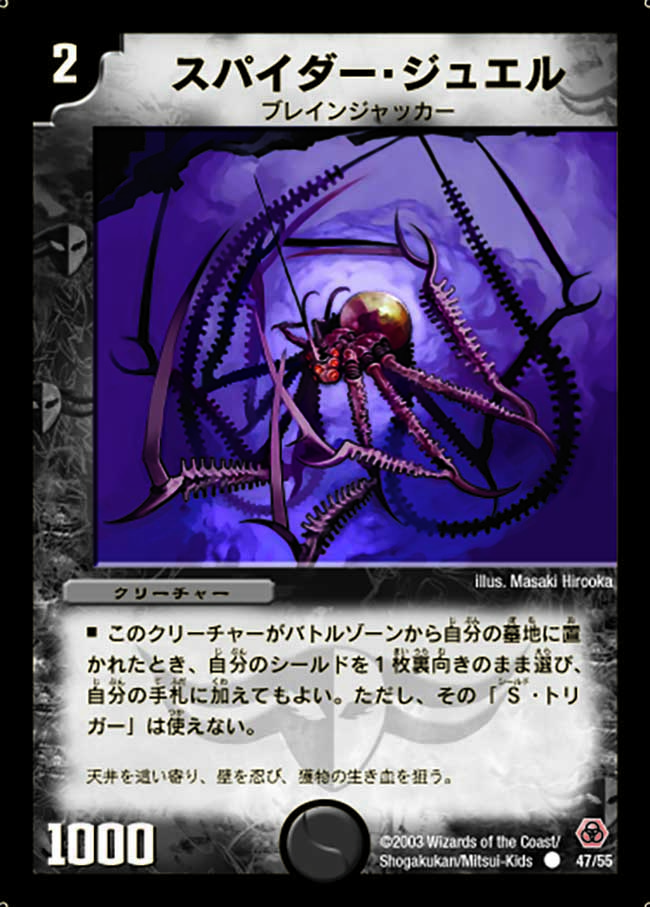 2
スパイダー・ジュエル
ブレインジャッカー
illus. Masaki Hirooka
クリーチャー
■ このクリーチャーがバトルゾーンから自分の墓地に置
かれたとき、自分のシールドを1枚裏向きのまま選び、
自分の手札に加えてもよい。ただし、その「S・トリ
ガー」は使えない。
天井を這い寄り、壁を忍び、獲物の生き血を狙う。
1000
©2003 Wizards of the Coast/
Shogakukan/Mitsui-Kids
47/55